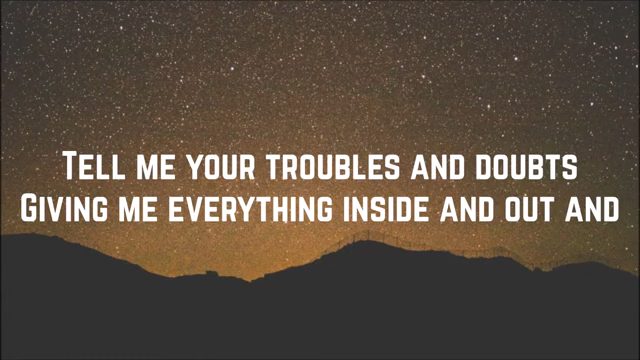 Tell me your troubles and doubts
Giving me everything inside and out and